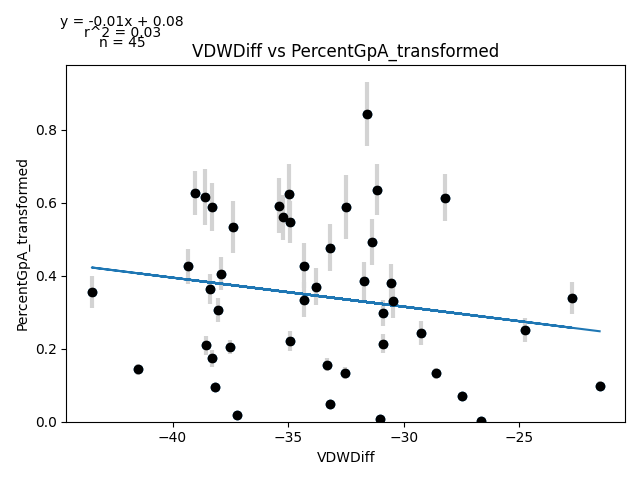 y = -0.01x + 0.08
r^2 = 0.03
n = 45
VDWDiff vs PercentGpA_transformed
PercentGpA_transformed
0.8
0.6
0.4
0.2
0.0
−40
−35
−30
−25
VDWDiff